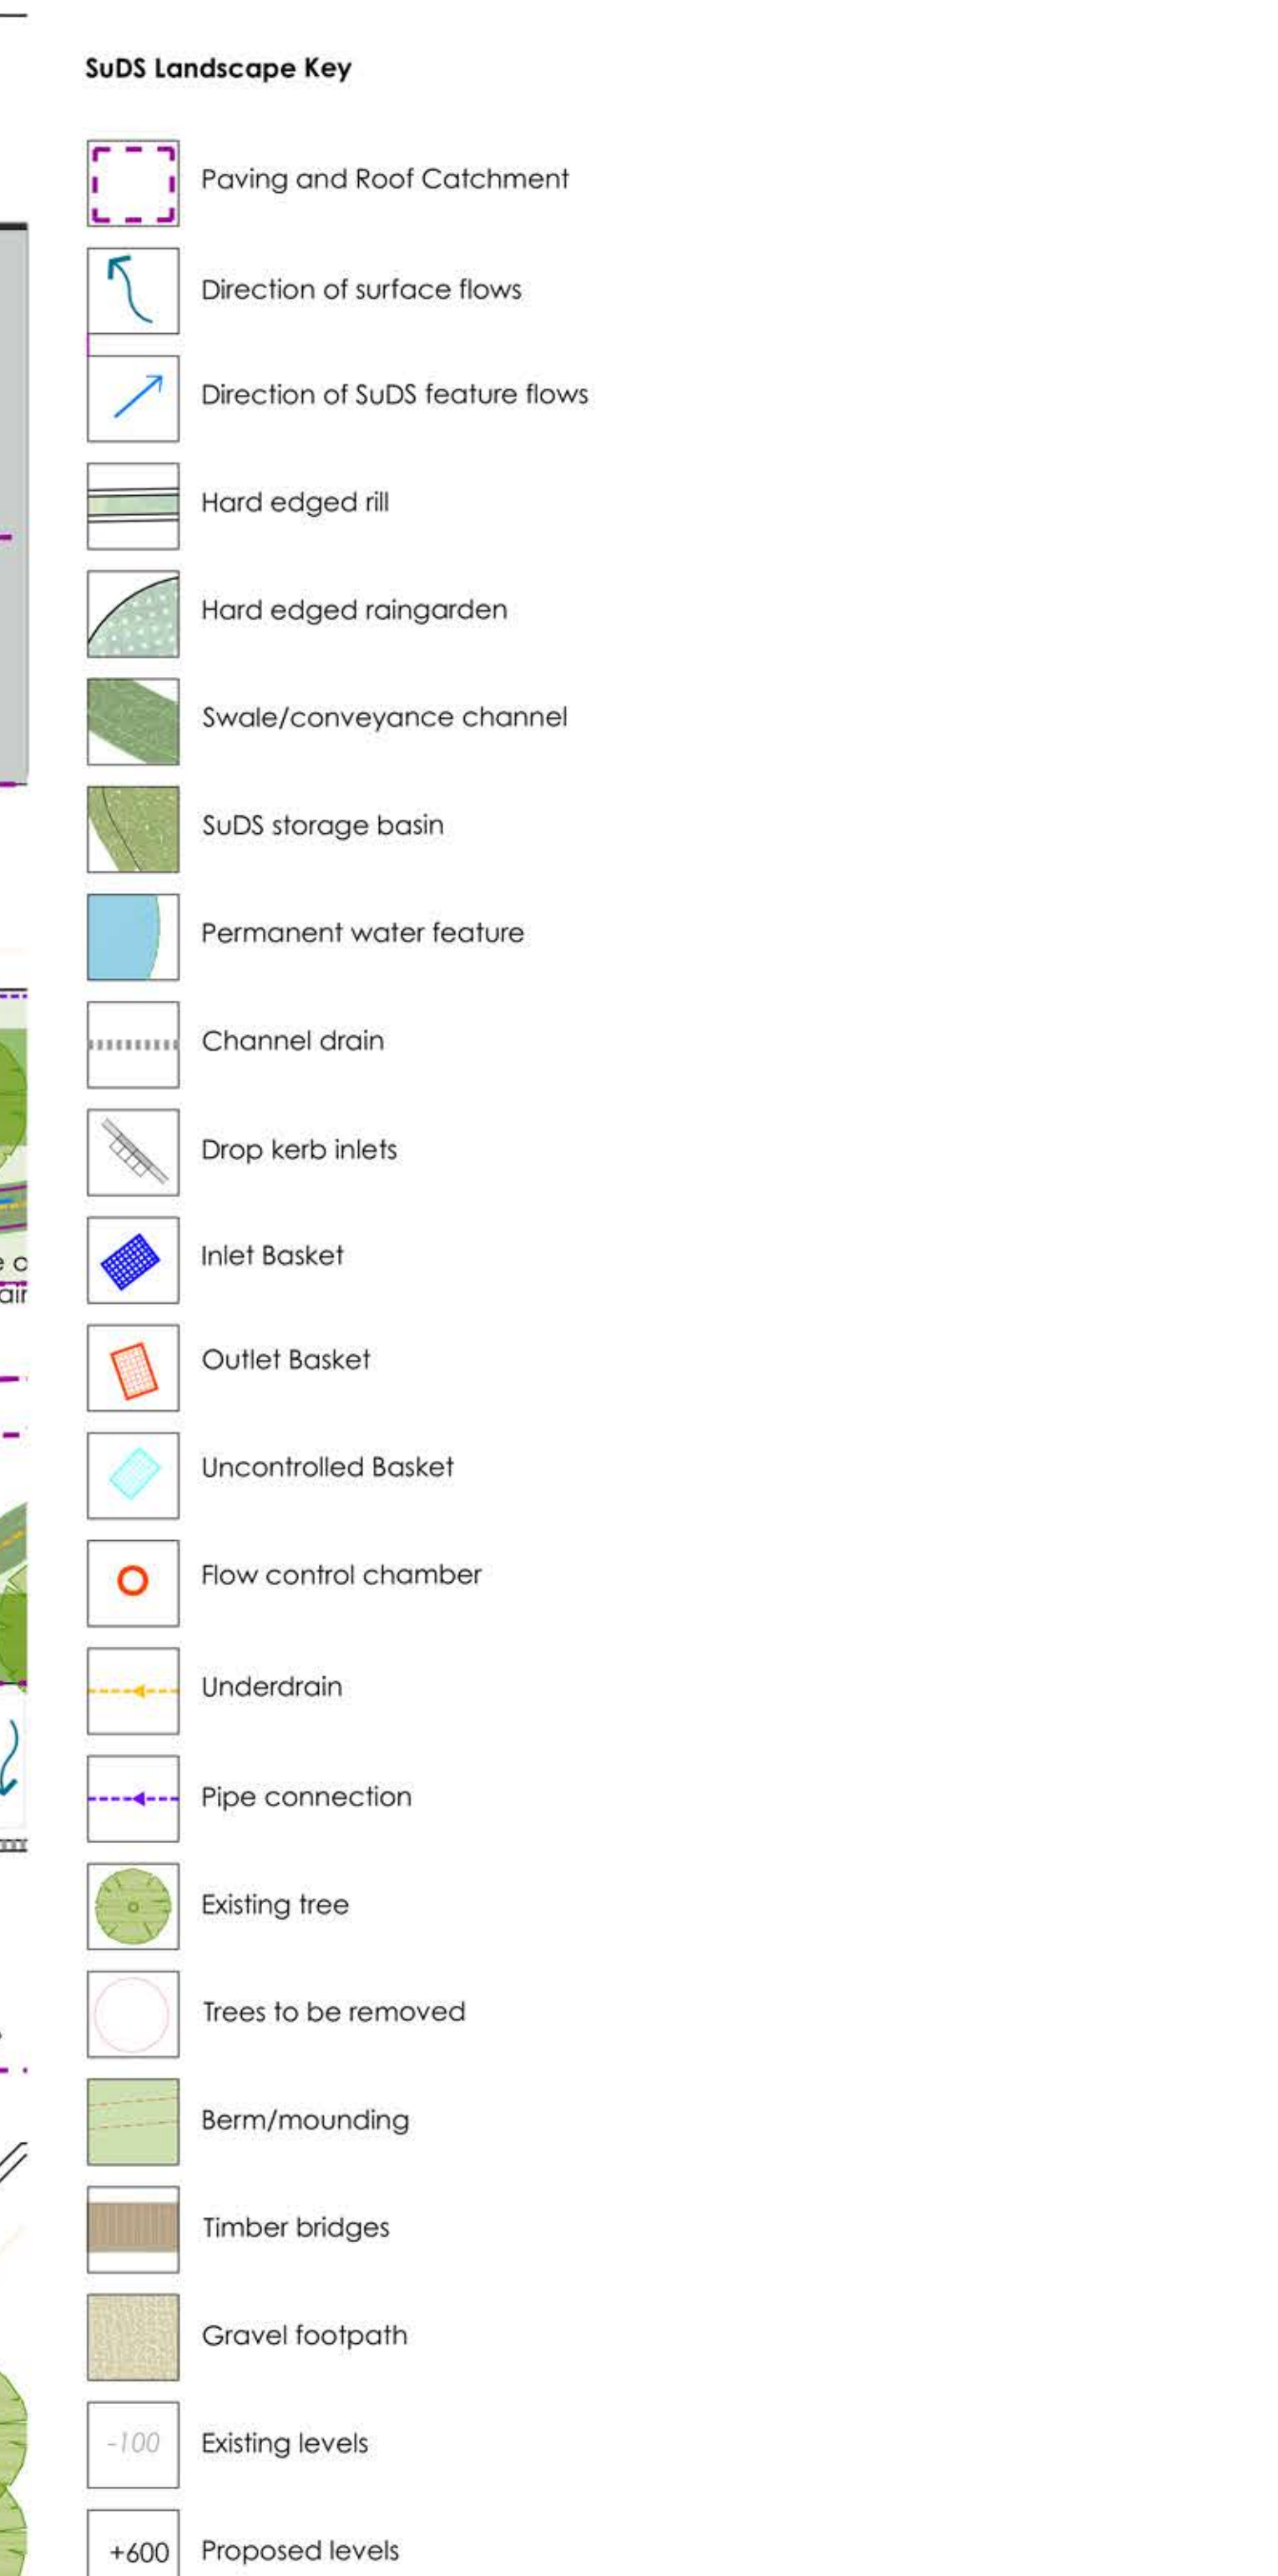 SuDS Landscape Key
Paving and Roof Catchment
Direction of surface flows
Direction of SuDS feature flows
Hard edged rill
Hard edged raingarden
Swale/conveyance channel
SuDS storage basin
Permanent water feature
Channel drain
Drop kerb inlets
Inlet Basket
Outlet Basket
Uncontrolled Basket
Flow control chamber
Underdrain
Pipe connection
Existing tree
Trees to be removed
Berm/mounding
Timber bridges
Gravel footpath
-100 Existing levels
+600 Proposed levels